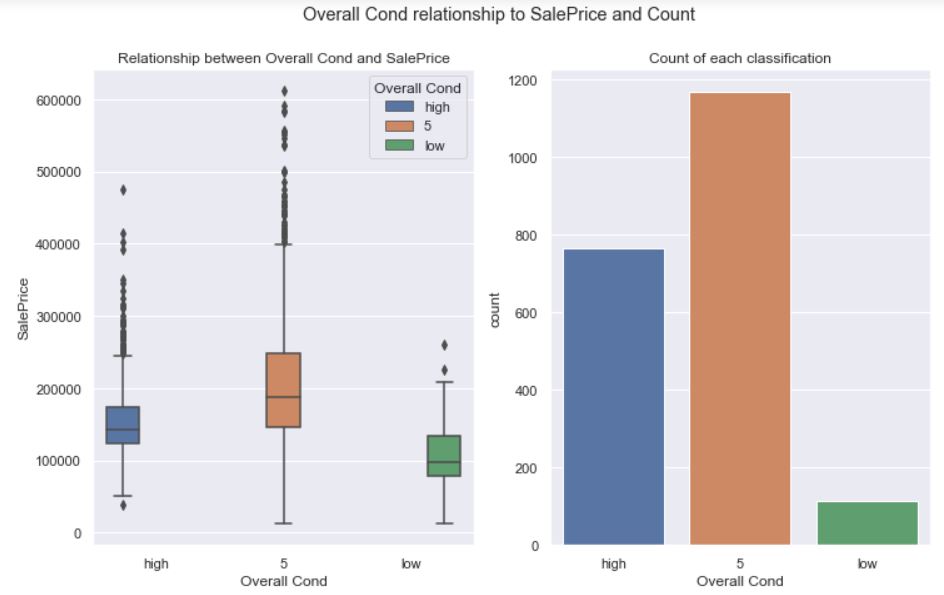 Overall Cond relationship to SalePrice and Count
Relationship between Overall Cond and SalePrice
600000
500000
400000
300000
200000
100000
0
SalePrice
Overall Cond
high
5
low
high 5 low
Overall Cond
Count of each classification
1200
1000
800
600
400
200
0
count
high 5 low
Overall Cond